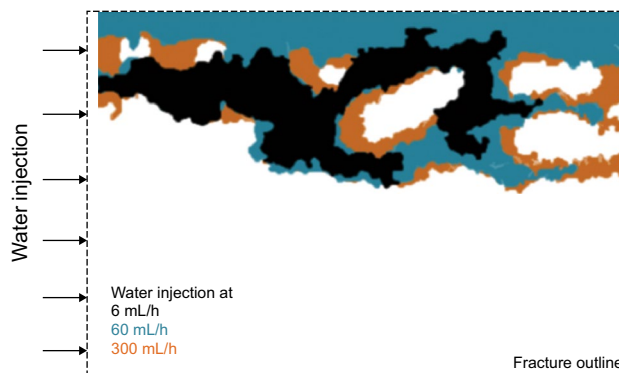 Water injection
Water injection at
6 mL/h
60 mL/h
300 mL/h
Fracture outline